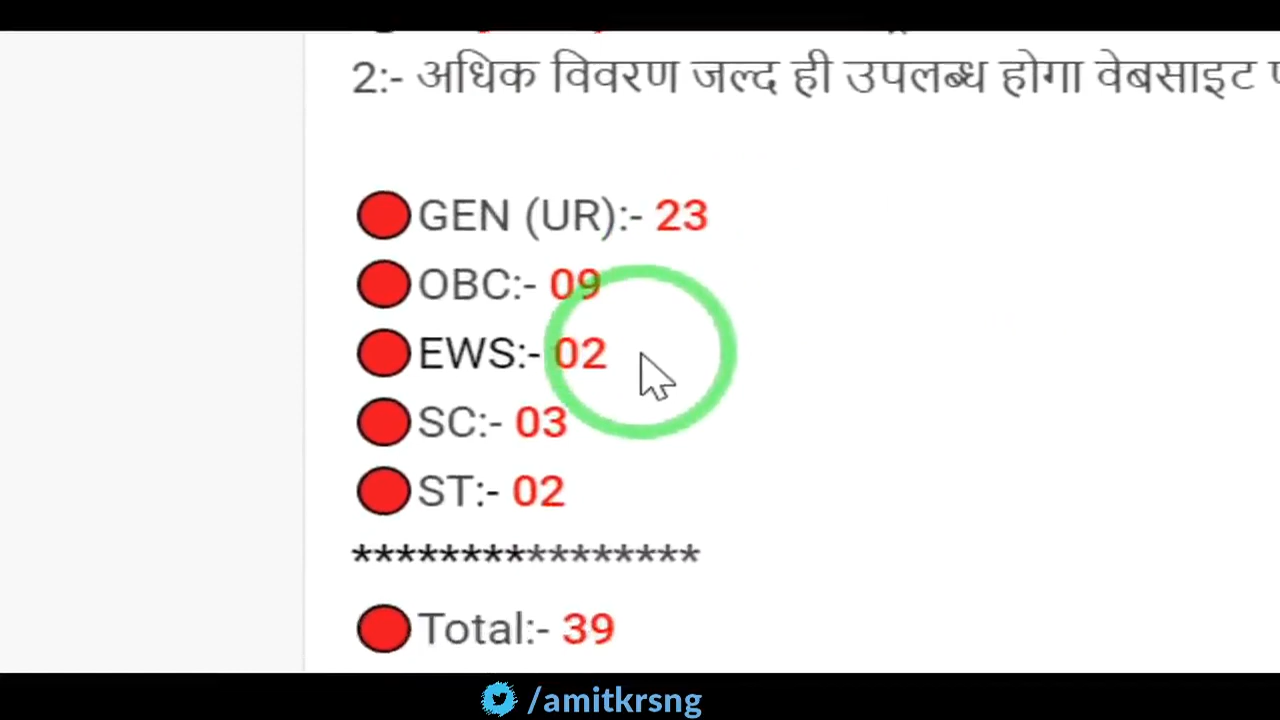 2:- अधिक विवरण जल्द ही उपलब्ध होगा वेबसाइट
GEN (UR):- 23
OBC:- 09
EWS:- 02
SC:- 03
ST:- 02
****************
Total:- 39
/amitkrsng